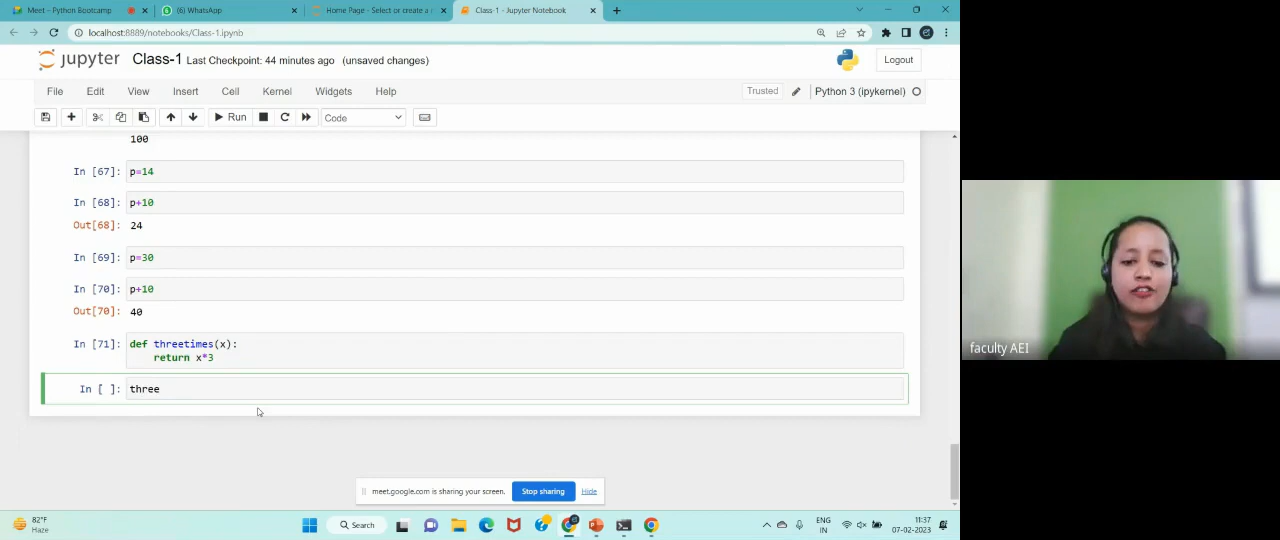 Meet – Python Bootcamp
(6) WhatsApp
Home Page - Select or create a
Class-1 - Jupyter Notebook
localhost:8889/notebooks/Class-1.ipynb
jupyter Class-1 Last Checkpoint: 44 minutes ago (unsaved changes)
Logout
File Edit View Insert Cell Kernel Widgets Help
Trusted Python 3 (ipykernel)
Run Code
100
In [67]: p=14
In [68]: p+10
Out[68]: 24
In [69]: p=30
In [70]: p+10
Out[70]: 40
In [71]: def threetimes(x):
return x*3
In [ ]: three
faculty AEI
meet.google.com is sharing your screen. Stop sharing Hide
82°F
Haze
Search
ENG
IN
11:37
07-02-2023